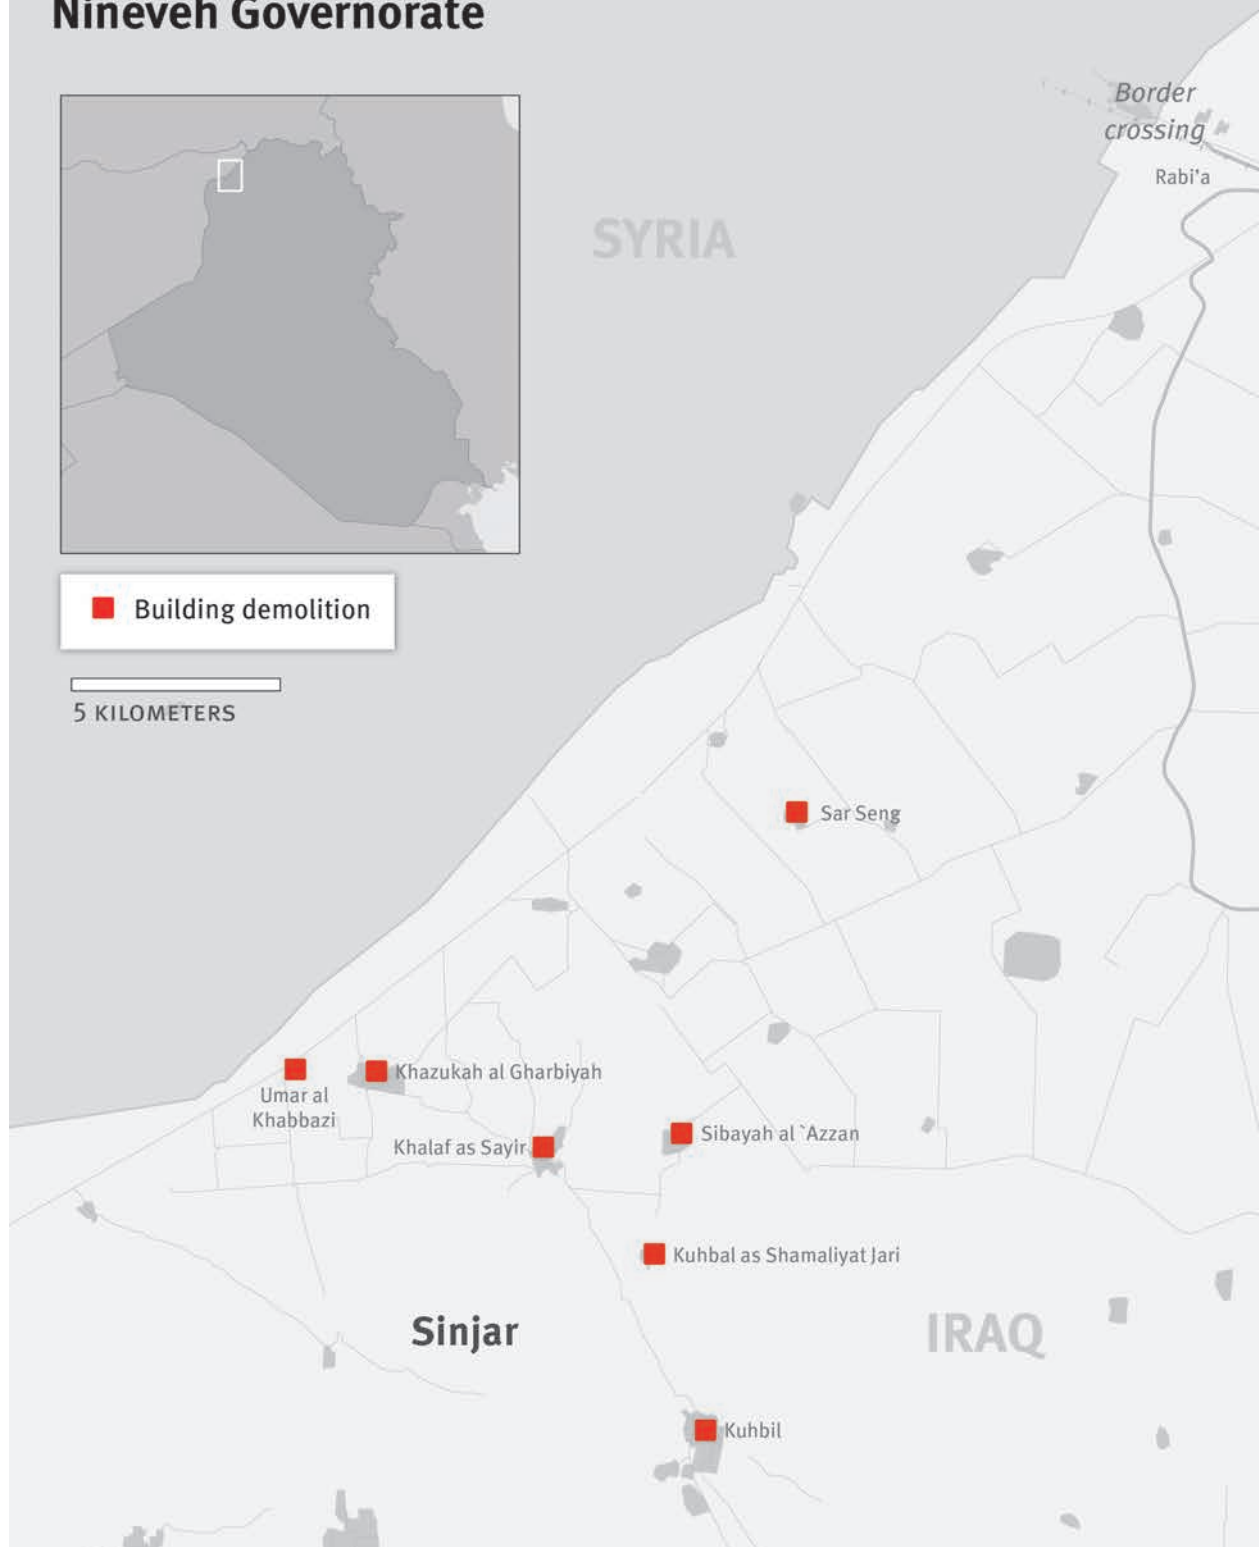 Nineveh Governorate
Border
crossing
Rabi'a
SYRIA
Building demolition
5 KILOMETERS
Sar Seng
Khazukah al Gharbiyah
Umar al
Khabbazi
Khalaf as Sayir
Sibayah al `Azzan
Kuhbal as Shamaliyat Jari
Sinjar
IRAQ
Kuhbil